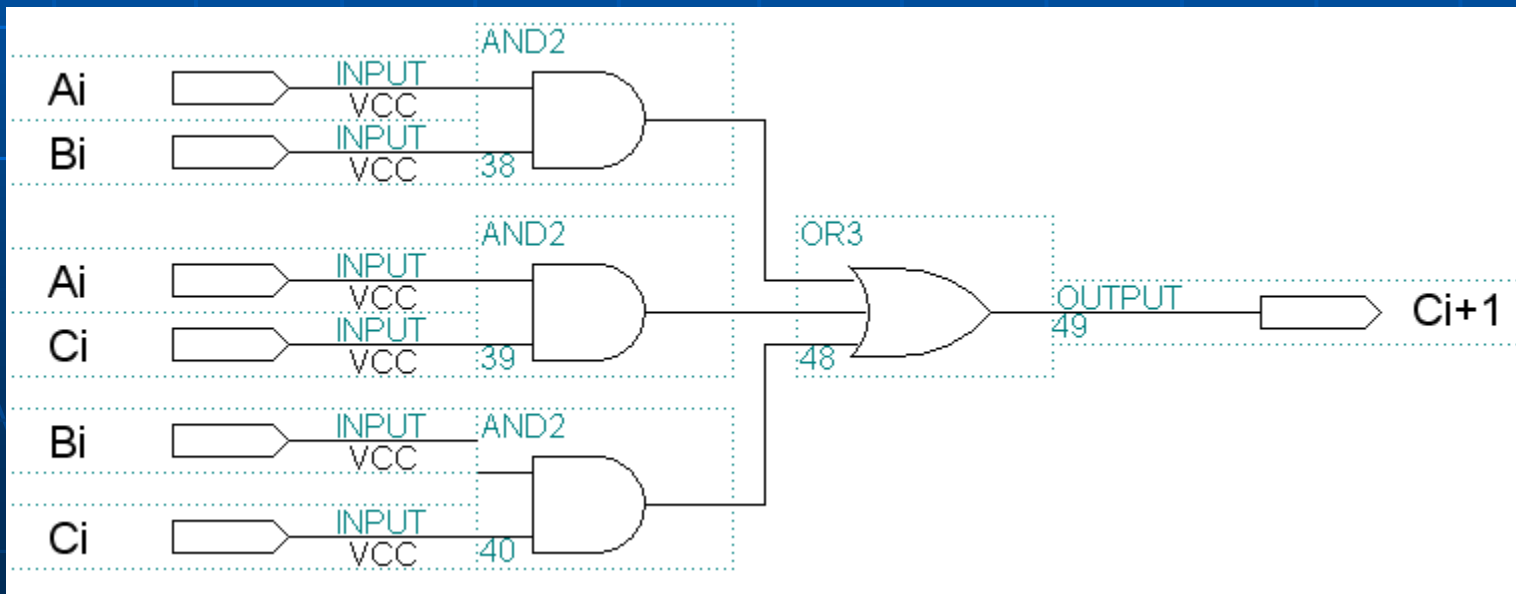 AND2
Ai INPUT
VCC
Bi INPUT
VCC 38
AND2
Ai INPUT
VCC
Ci INPUT
VCC 39
OR3
48
OUTPUT
49
Ci+1
Bi INPUT
VCC
AND2
Ci INPUT
VCC 40